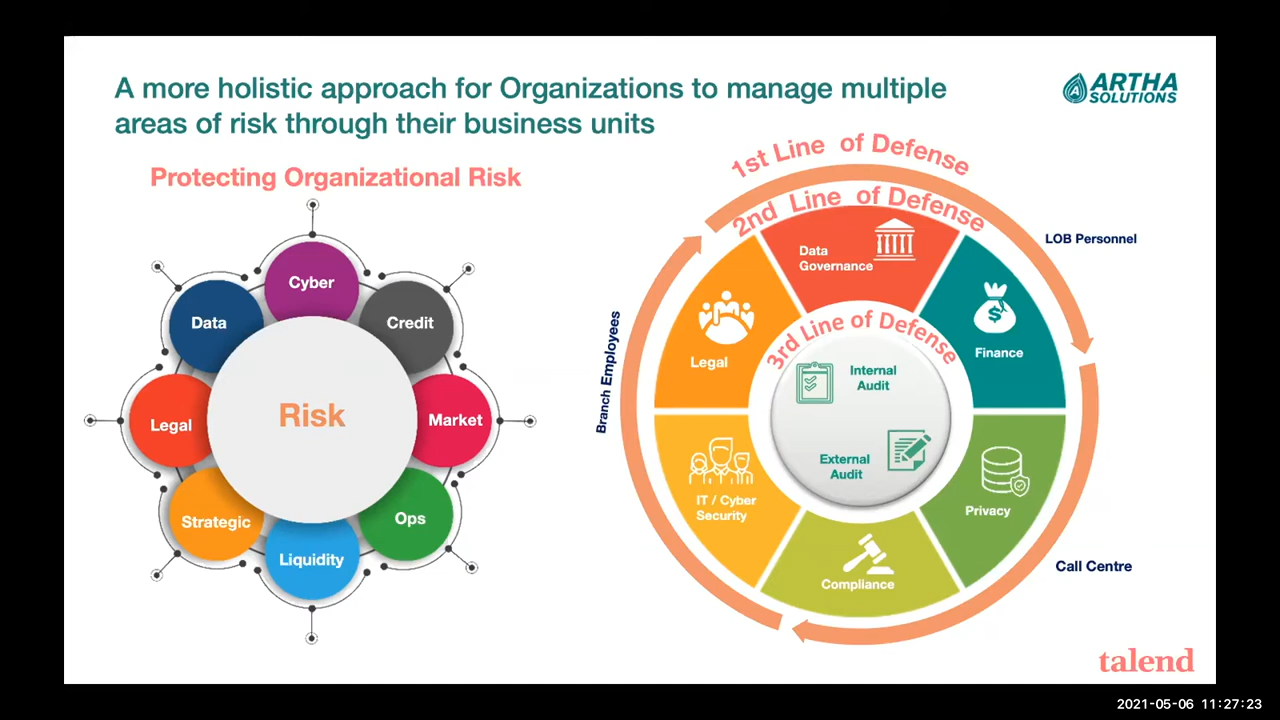 A more holistic approach for Organizations to manage multiple
areas of risk through their business units
ARTHA
SOLUTIONS
Protecting Organizational Risk
Cyber
Credit
Market
Ops
Liquidity
Strategic
Legal
Data
Risk
1st Line of Defense
2nd Line of Defense
3rd Line of Defense
Data
Governance
Finance
Privacy
Compliance
IT / Cyber
Security
Legal
Internal
Audit
External
Audit
LOB Personnel
Call Centre
Branch Employees
talend
2021-05-06 11:27:23